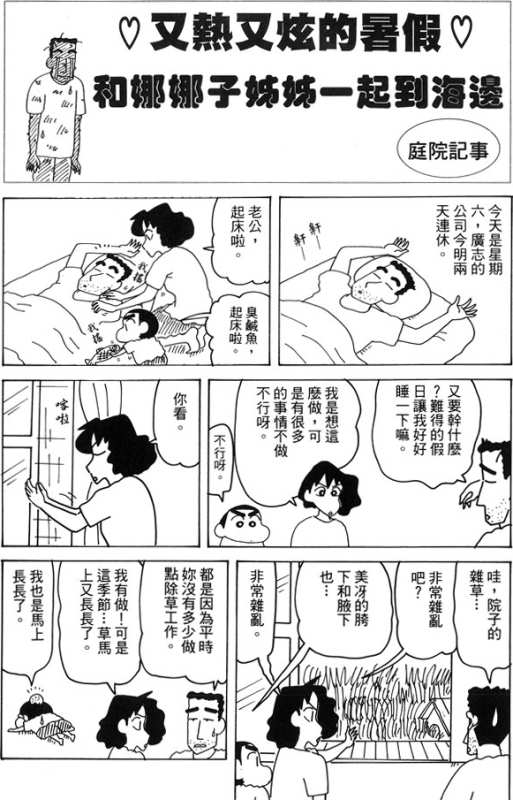 ♡又熱又炫的暑假♡
和娜娜子姊姊一起到海邊
庭院記事
今天是星期
六，廣志的
公司今明兩
天連休。
鼾
鼾
老公，
起床啦。
我搖
臭鹹魚，
起床啦。
我搖
又要幹什麼
？難得的假
日讓我好好
睡一下嘛。
我是想這
麼做，可
是有很多
的事情不做
不行呀。
不行呀。
你看。
喀啦
哇，院子的
雜草…
非常雜亂
吧？
美冴的胯
下和腋下
也…
非常雜亂。
都是因為平時
妳沒有多少做
點除草工作。
我有做！可是
這季節…草馬
上又長長了。
我也是馬上
長長了。